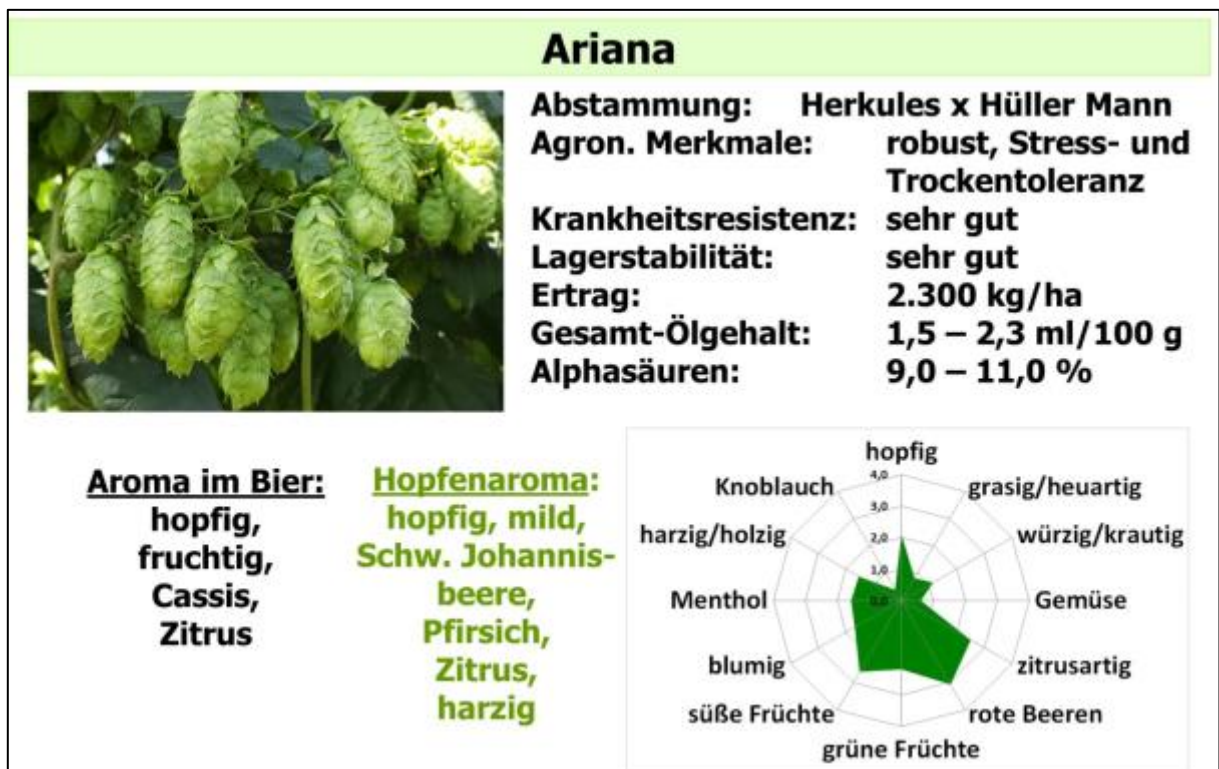 Ariana
Abstammung: Herkules x Hüller Mann
Agron. Merkmale: robust, Stress- und
Trockentoleranz
Krankheitsresistenz: sehr gut
Lagerstabilität: sehr gut
Ertrag: 2.300 kg/ha
Gesamt-Ölgehalt: 1,5 – 2,3 ml/100 g
Alphasäuren: 9,0 – 11,0 %
Aroma im Bier:
hopfig,
fruchtig,
Cassis,
Zitrus
Hopfenaroma:
hopfig, mild,
Schw. Johannis-
beere,
Pfirsich,
Zitrus,
harzig
hopfig
grasig/heuartig
würzig/krautig
Gemüse
zitrusartig
rote Beeren
grüne Früchte
süße Früchte
blumig
Menthol
harzig/holzig
Knoblauch
4,0
3,0
2,0
1,0
0,0